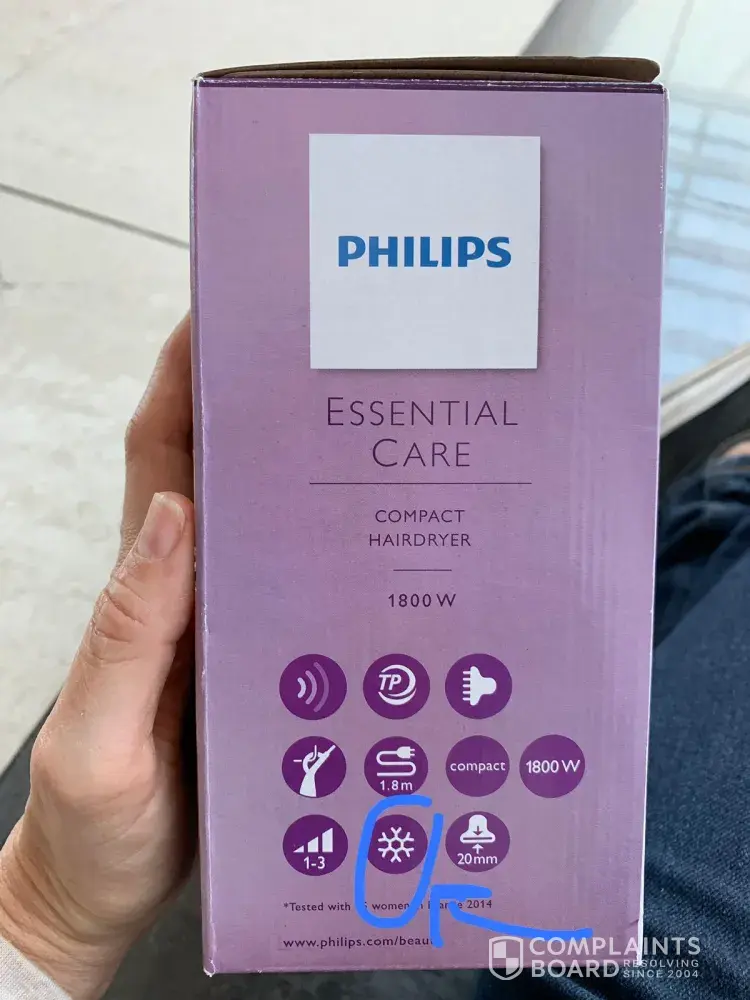 PHILIPS
ESSENTIAL
CARE
COMPACT
HAIRDRYER
1800 W
TP
1.8m
compact
1800 W
1-3
20mm
*Tested with women 2014
www.philips.com/beau
COMPLAINTS
BOARD RESOLVING
SINCE 2004